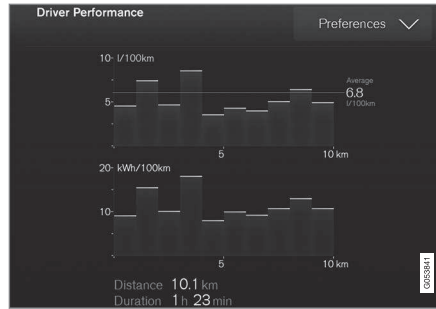 Driver Performance
Preferences
10- l/100km
Average
6.8
l/100km
5-
5
10 km
20- kWh/100km
10-
5
10 km
Distance 10.1 km
Duration 1 h 23 min
G053841